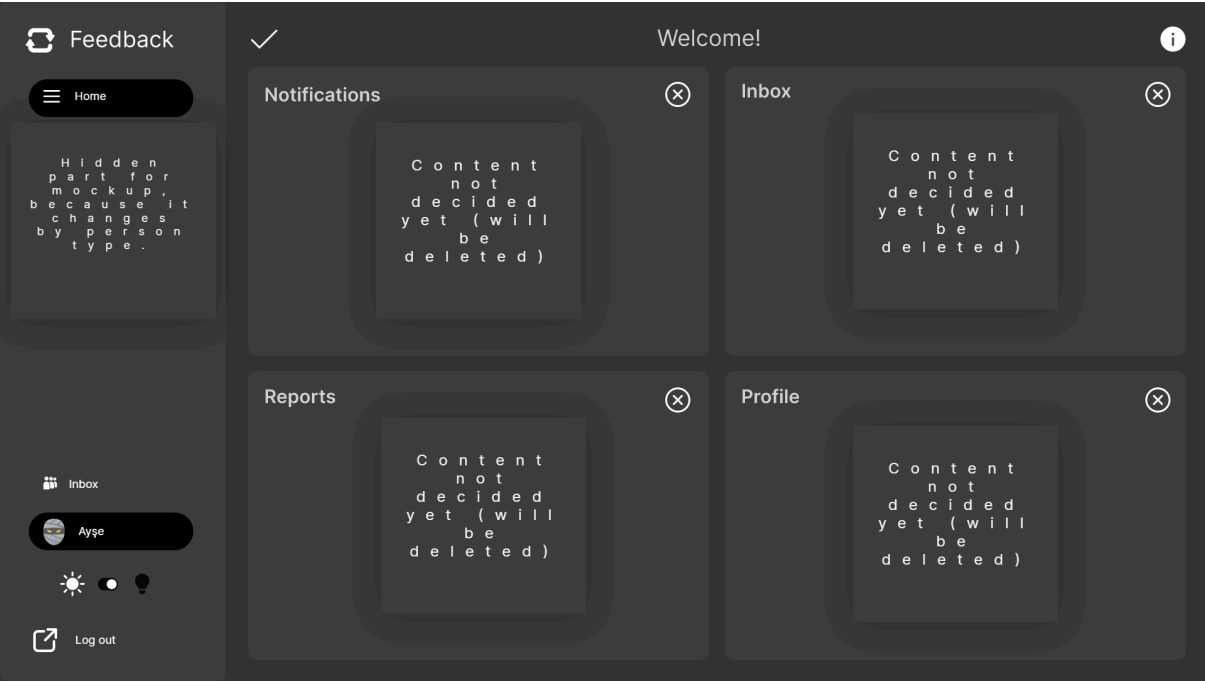 Feedback
Home
Hidden
part for
mockup,
because it
changes
by person
type.
Inbox
Ayşe
Log out
Welcome!
Notifications
Content
not
decided
yet (will
be
deleted)
Inbox
Content
not
decided
yet (will
be
deleted)
Reports
Content
not
decided
yet (will
be
deleted)
Profile
Content
not
decided
yet (will
be
deleted)